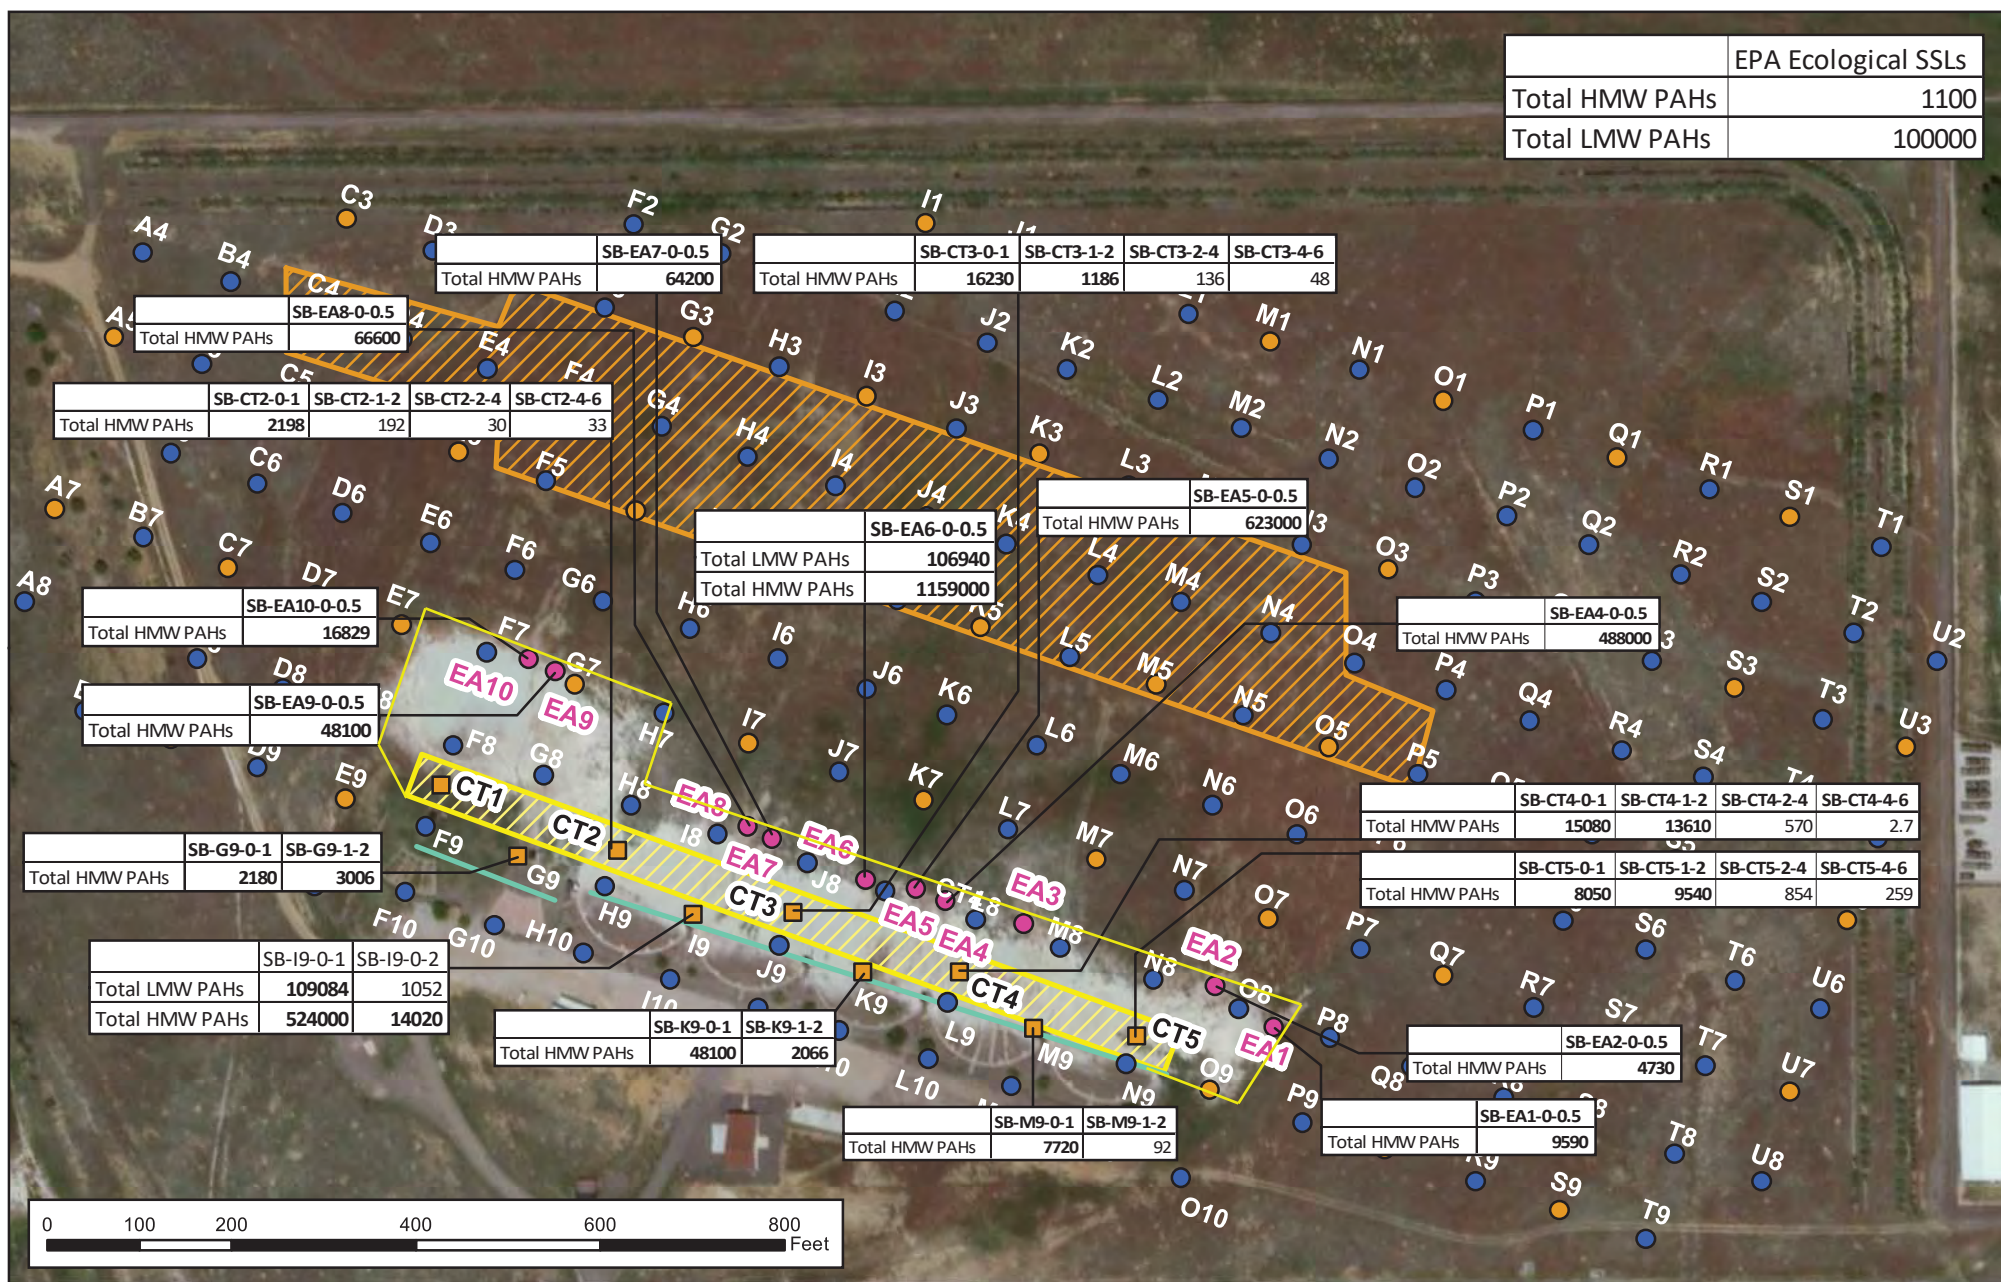 EPA Ecological SSLs
Total HMW PAHs 1100
Total LMW PAHs 100000
C3
F2
I1
A4
D3
G2
J1
B4
SB-EA7-0-0.5
Total HMW PAHs 64200
SB-CT3-0-1 SB-CT3-1-2 SB-CT3-2-4 SB-CT3-4-6
Total HMW PAHs 16230 1186 136 48
C4
SB-EA8-0-0.5
Total HMW PAHs 66600
A5
G3
J2
M1
E4
H3
K2
N1
C5
F4
I3
L2
O1
SB-CT2-0-1 SB-CT2-1-2 SB-CT2-2-4 SB-CT2-4-6
Total HMW PAHs 2198 192 30 33
G4
J3
M2
P1
H4
K3
N2
Q1
C6
F5
I4
L3
O2
R1
A7
D6
J4
P2
S1
B7
E6
K4
Q2
T1
SB-EA5-0-0.5
Total HMW PAHs 623000
SB-EA6-0-0.5
Total LMW PAHs 106940
Total HMW PAHs 1159000
C7
F6
L4
O3
R2
A8
D7
G6
M4
P3
S2
SB-EA10-0-0.5
Total HMW PAHs 16829
E7
H6
K5
N4
T2
SB-EA4-0-0.5
Total HMW PAHs 488000
F7
I6
L5
O4
U2
D8
EA10
G7
J6
M5
P4
S3
SB-EA9-0-0.5
Total HMW PAHs 48100
EA9
H7
K6
N5
Q4
T3
D9
F8
I7
L6
O5
R4
U3
E9
G8
J7
M6
P5
S4
CT1
H8
K7
N6
T4
SB-CT4-0-1 SB-CT4-1-2 SB-CT4-2-4 SB-CT4-4-6
Total HMW PAHs 15080 13610 570 2.7
EA8
I8
L7
O6
F9
CT2
EA7
EA6
M7
SB-CT5-0-1 SB-CT5-1-2 SB-CT5-2-4 SB-CT5-4-6
Total HMW PAHs 8050 9540 854 259
SB-G9-0-1 SB-G9-1-2
Total HMW PAHs 2180 3006
G9
J8
N7
F10
H9
CT3
EA5
EA3
O7
G10
I9
EA4
M8
P7
S6
H10
J9
EA2
Q7
T6
SB-I9-0-1 SB-I9-0-2
Total LMW PAHs 109084 1052
Total HMW PAHs 524000 14020
I10
K9
CT4
N8
R7
U6
SB-K9-0-1 SB-K9-1-2
Total HMW PAHs 48100 2066
L9
CT5
O8
P8
S7
L10
M9
EA1
T7
SB-EA2-0-0.5
Total HMW PAHs 4730
N9
O9
Q8
U7
SB-M9-0-1 SB-M9-1-2
Total HMW PAHs 7720 92
P9
SB-EA1-0-0.5
Total HMW PAHs 9590
T8
R9
U8
O10
S9
T9
0 100 200 400 600 800
Feet